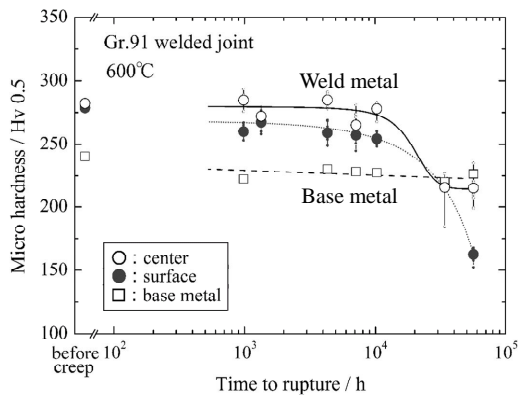 Gr.91 welded joint
600℃
Weld metal
Base metal
350
300
250
200
150
100
Micro hardness / Hv 0.5
: center
: surface
: base metal
before creep
10²
10³
10⁴
10⁵
Time to rupture / h